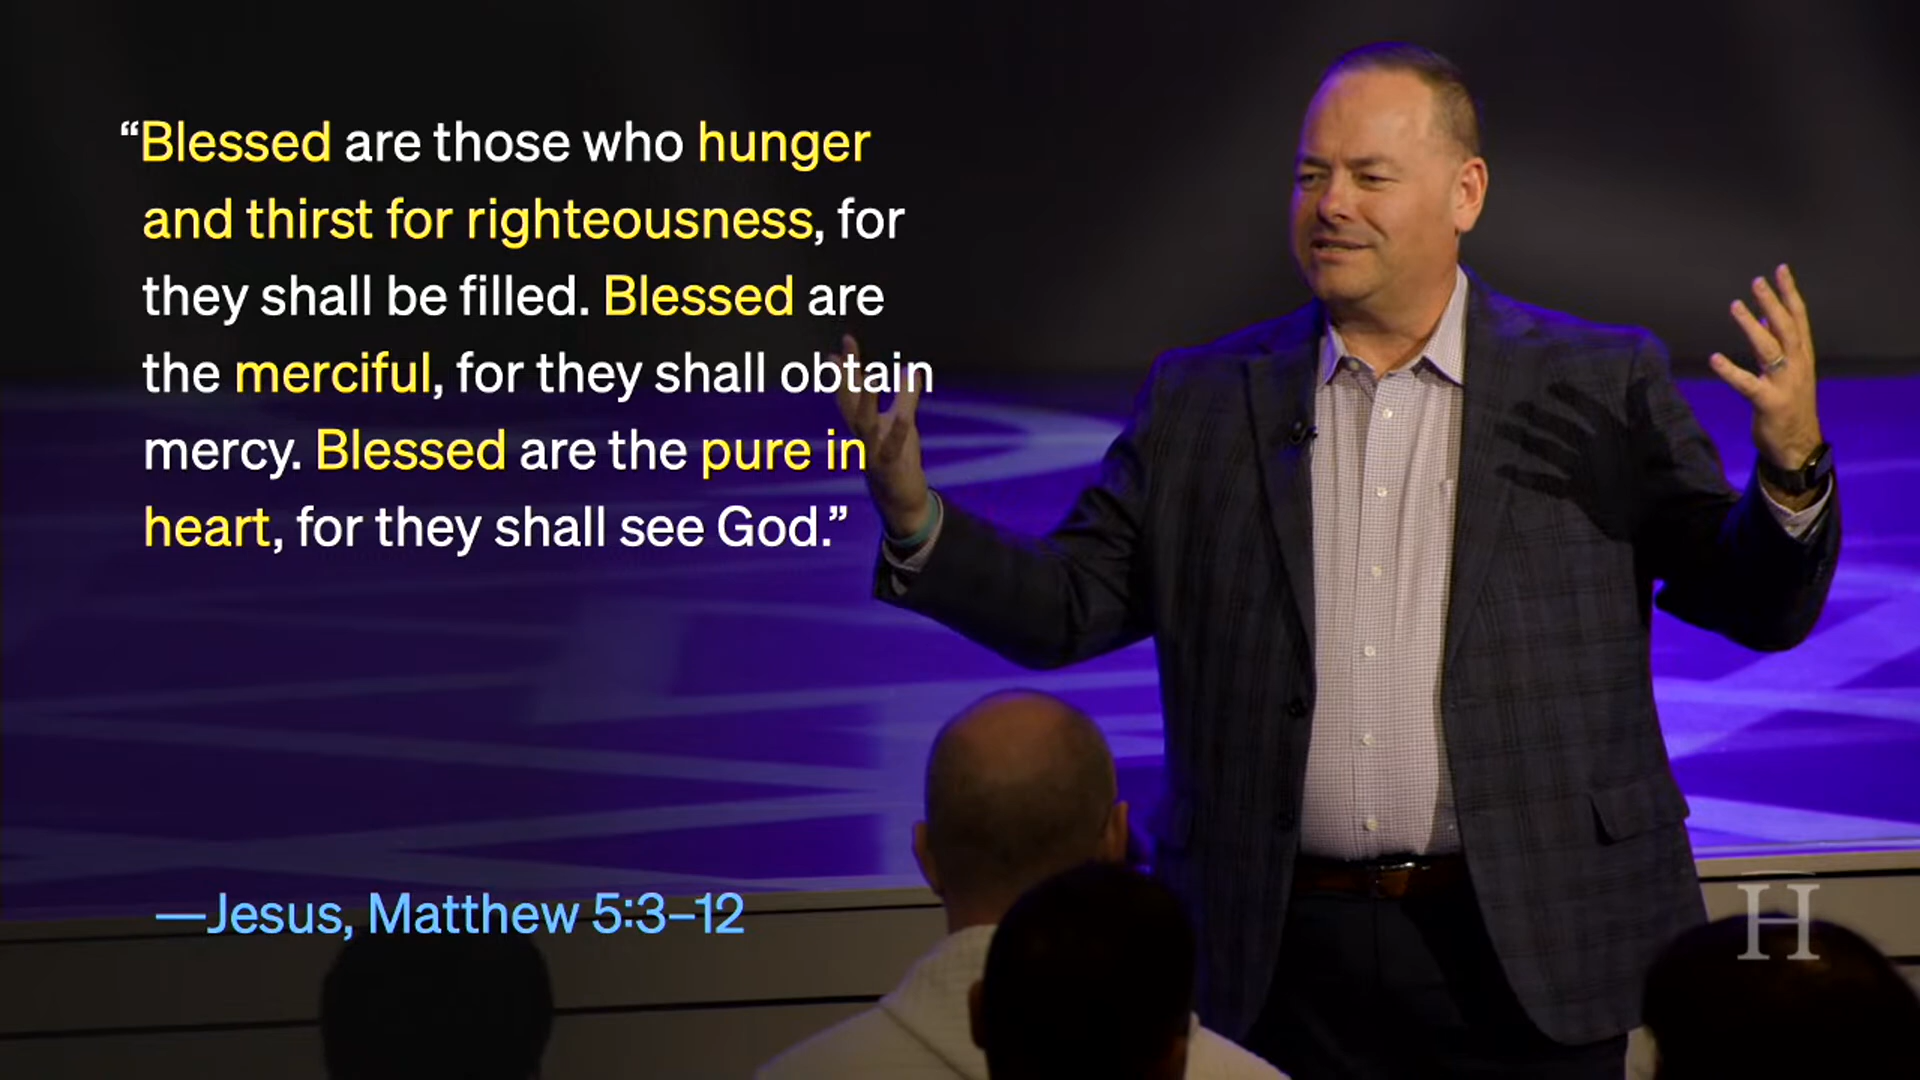 “Blessed are those who hunger
and thirst for righteousness, for
they shall be filled. Blessed are
the merciful, for they shall obtain
mercy. Blessed are the pure in
heart, for they shall see God.”
—Jesus, Matthew 5:3–12
H